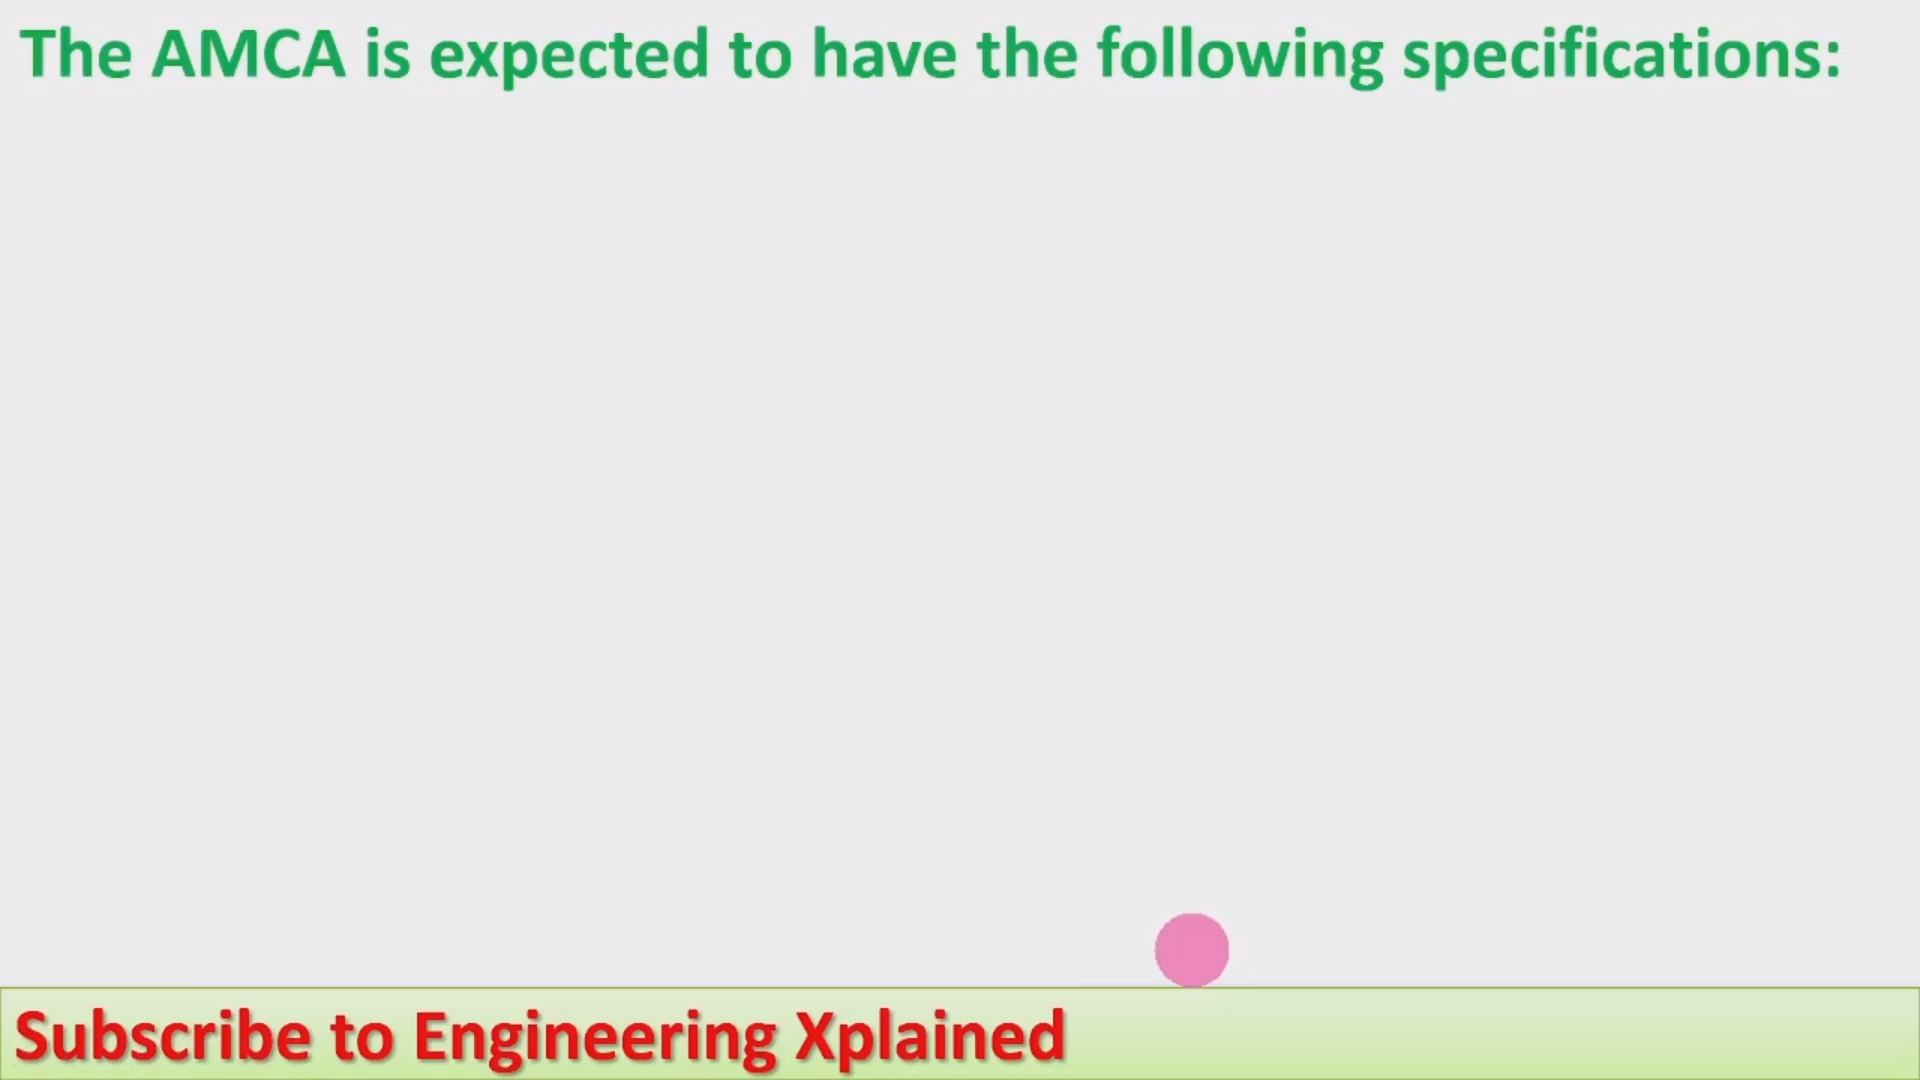 The AMCA is expected to have the following specifications:
Subscribe to Engineering Xplained